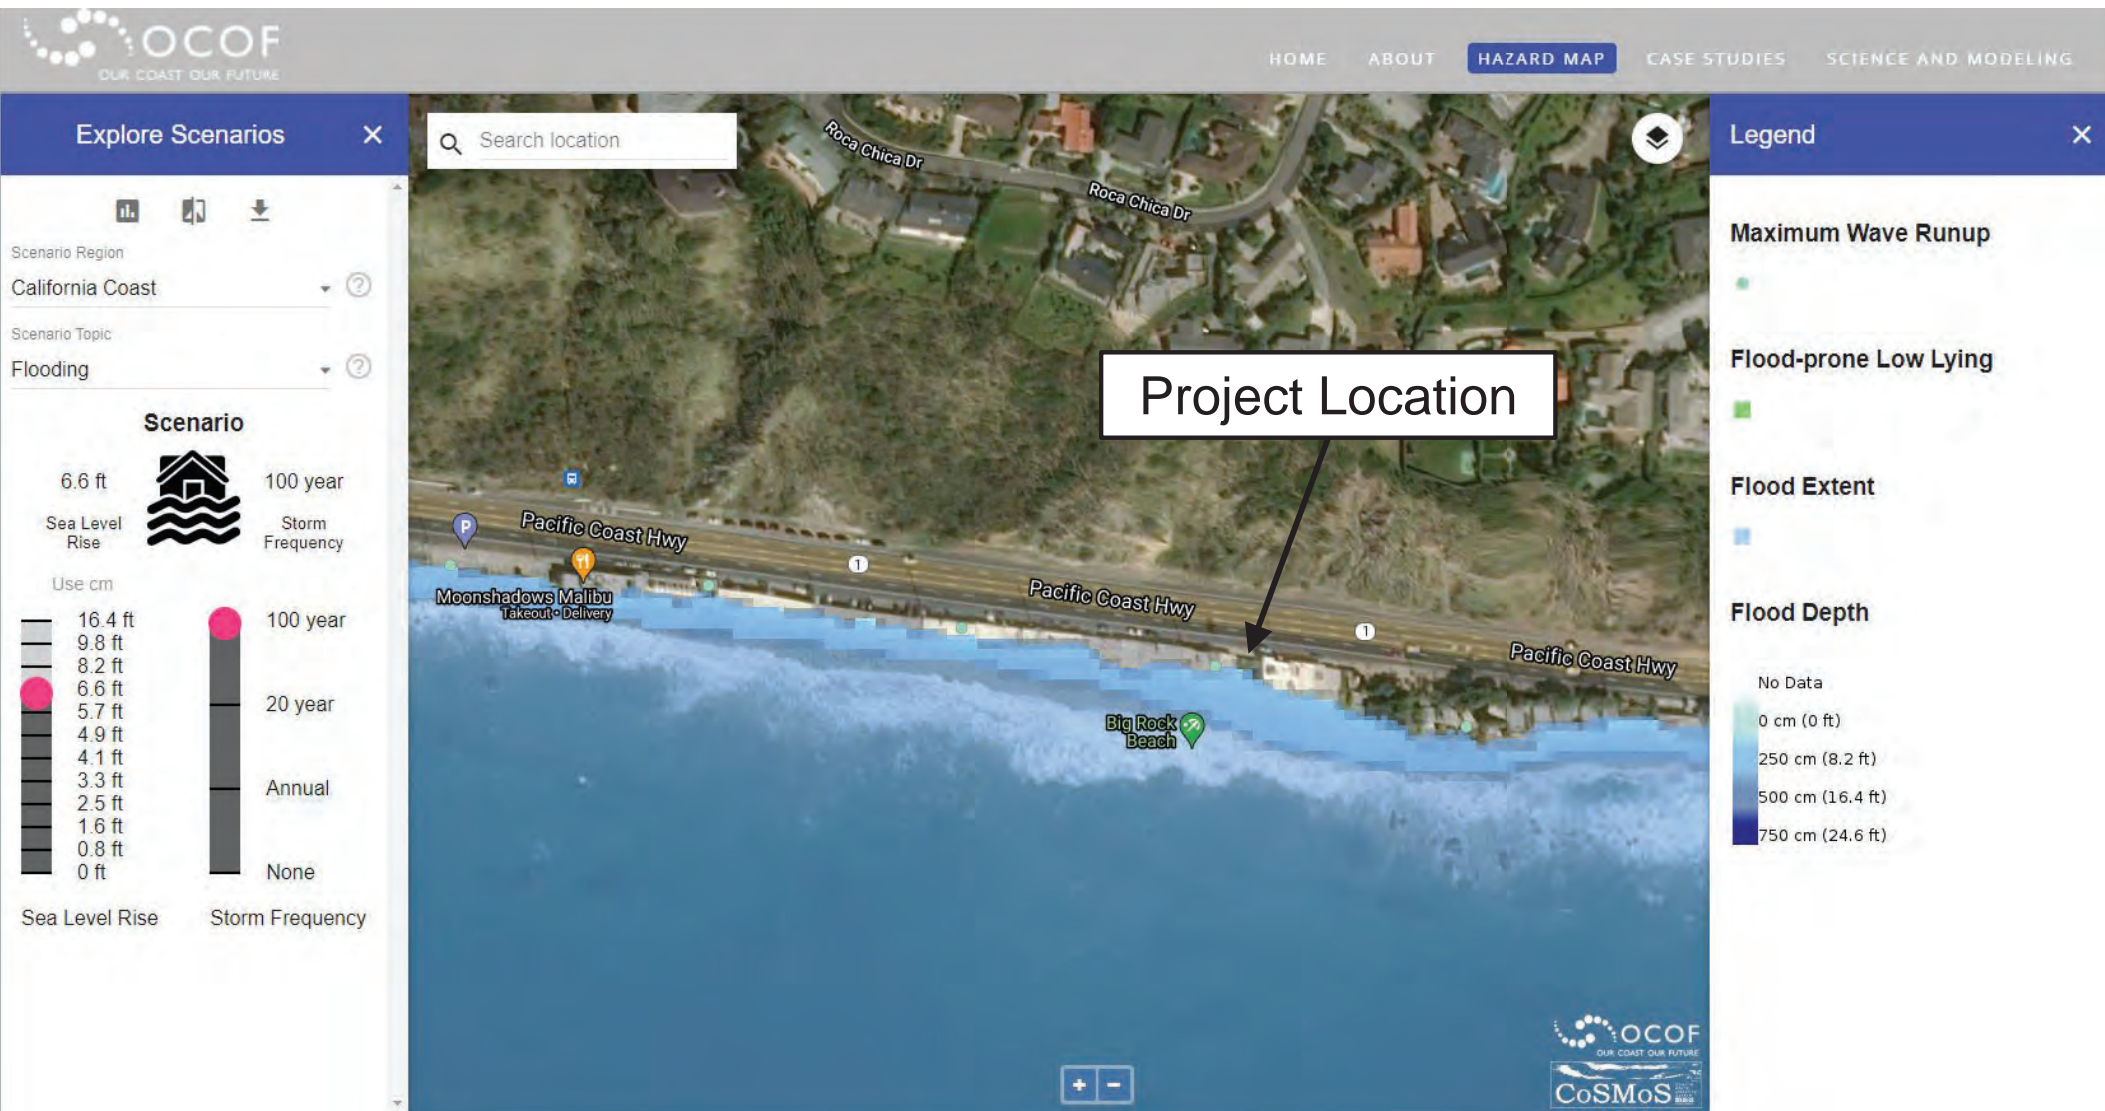 OCOF
OUR COAST OUR FUTURE
HOME ABOUT HAZARD MAP CASE STUDIES SCIENCE AND MODELING
Explore Scenarios
Scenario Region
California Coast
Scenario Topic
Flooding
Scenario
6.6 ft
100 year
Sea Level
Rise
Storm
Frequency
Use cm
16.4 ft
9.8 ft
8.2 ft
6.6 ft
5.7 ft
4.9 ft
4.1 ft
3.3 ft
2.5 ft
1.6 ft
0.8 ft
0 ft
100 year
20 year
Annual
None
Sea Level Rise
Storm Frequency
Search location
Roca Chica Dr
Roca Chica Dr
Project Location
P
Pacific Coast Hwy
1
Moonshadows Malibu
Takeout • Delivery
Pacific Coast Hwy
1
Pacific Coast Hwy
Big Rock
Beach
OCOF
OUR COAST OUR FUTURE
CoSMoS
+ −
Legend
Maximum Wave Runup
Flood-prone Low Lying
Flood Extent
Flood Depth
No Data
0 cm (0 ft)
250 cm (8.2 ft)
500 cm (16.4 ft)
750 cm (24.6 ft)